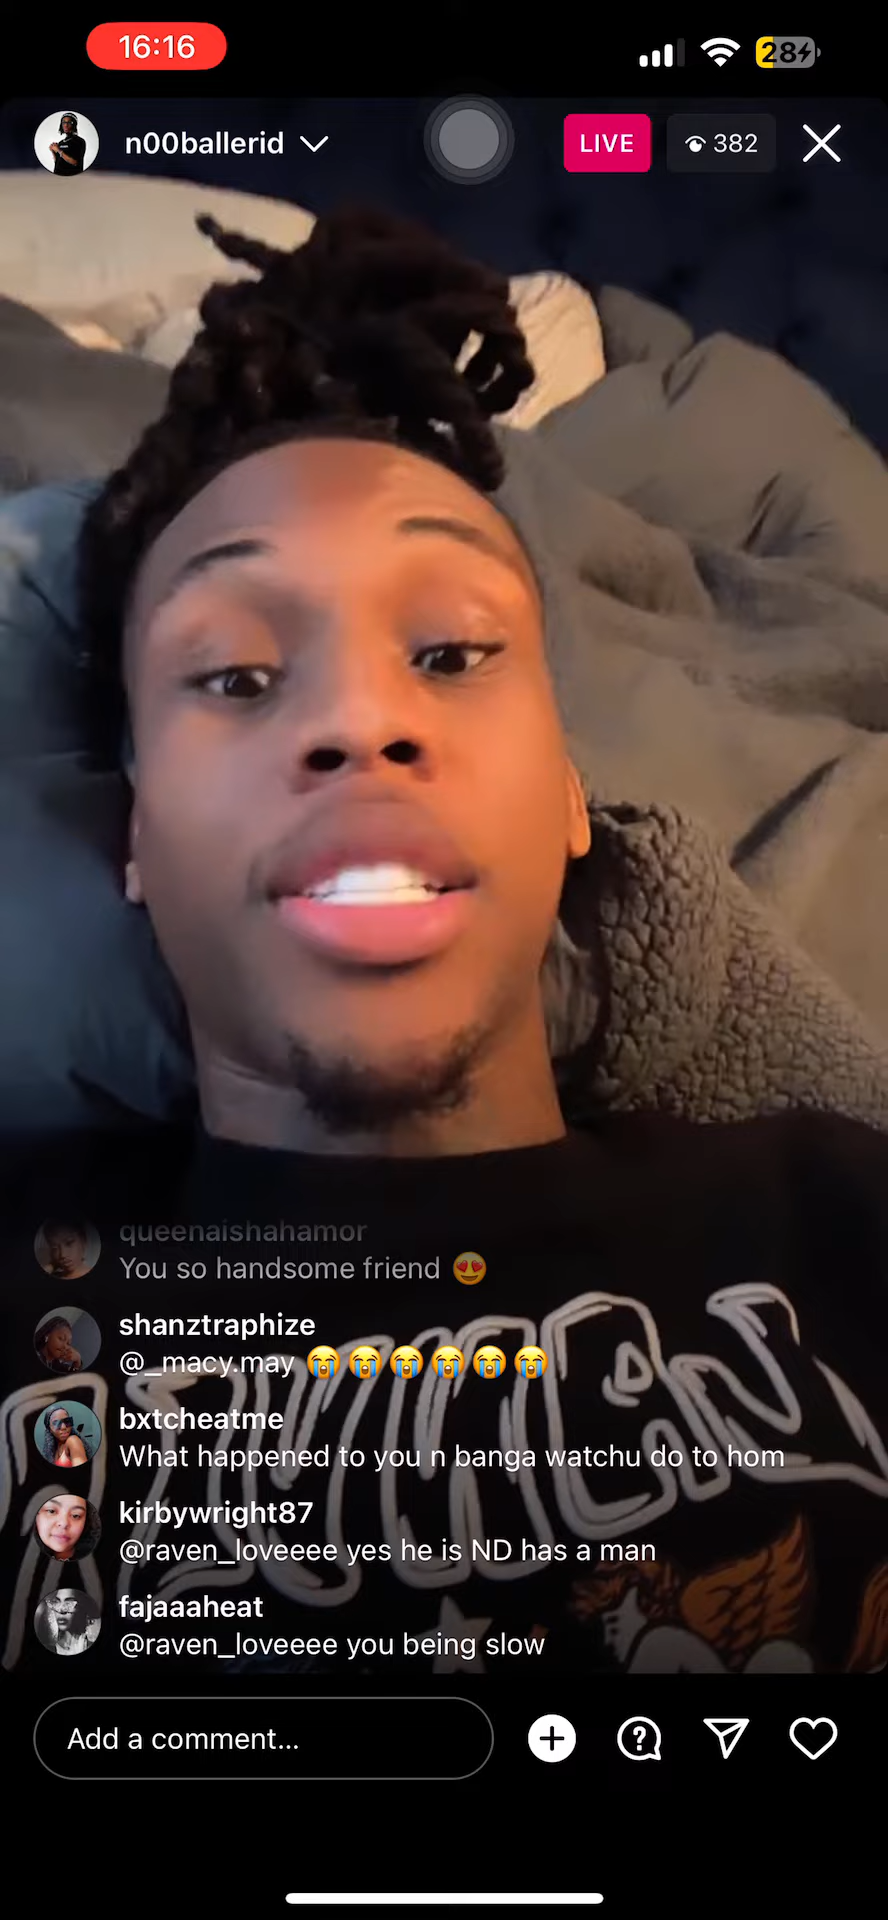 16:16
28
n00ballerid
LIVE
382
queenaishahamor
You so handsome friend 😍
shanztraphize
@_macy.may 😭😭😭😭😭😭
bxtcheatme
What happened to you n banga watchu do to hom
kirbywright87
@raven_loveeee yes he is ND has a man
fajaaaheat
@raven_loveeee you being slow
Add a comment...